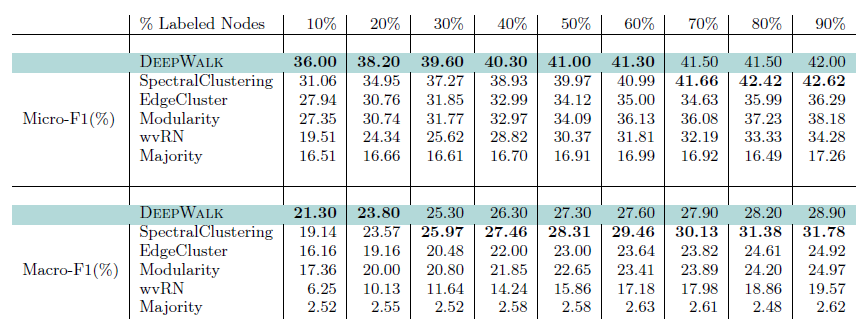 % Labeled Nodes 10% 20% 30% 40% 50% 60% 70% 80% 90%
DEEPWALK 36.00 38.20 39.60 40.30 41.00 41.30 41.50 41.50 42.00
SpectralClustering 31.06 34.95 37.27 38.93 39.97 40.99 41.66 42.42 42.62
EdgeCluster 27.94 30.76 31.85 32.99 34.12 35.00 34.63 35.99 36.29
Micro-F1(%) Modularity 27.35 30.74 31.77 32.97 34.09 36.13 36.08 37.23 38.18
wvRN 19.51 24.34 25.62 28.82 30.37 31.81 32.19 33.33 34.28
Majority 16.51 16.66 16.61 16.70 16.91 16.99 16.92 16.49 17.26
DEEPWALK 21.30 23.80 25.30 26.30 27.30 27.60 27.90 28.20 28.90
SpectralClustering 19.14 23.57 25.97 27.46 28.31 29.46 30.13 31.38 31.78
EdgeCluster 16.16 19.16 20.48 22.00 23.00 23.64 23.82 24.61 24.92
Macro-F1(%) Modularity 17.36 20.00 20.80 21.85 22.65 23.41 23.89 24.20 24.97
wvRN 6.25 10.13 11.64 14.24 15.86 17.18 17.98 18.86 19.57
Majority 2.52 2.55 2.52 2.58 2.58 2.63 2.61 2.48 2.62